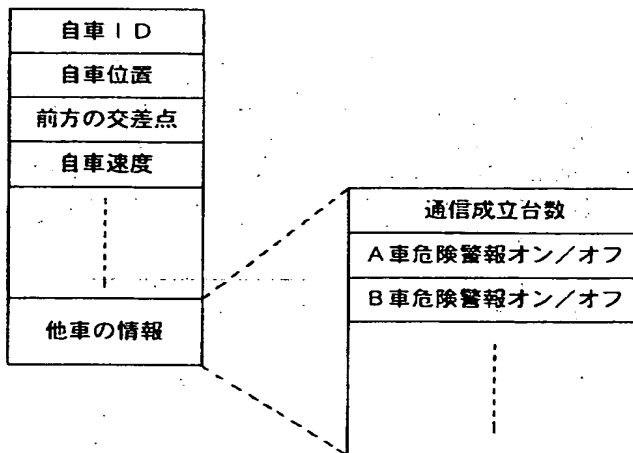 自車ID
自車位置
前方の交差点
自車速度
他車の情報
通信成立台数
A車危険警報オン/オフ
B車危険警報オン/オフ